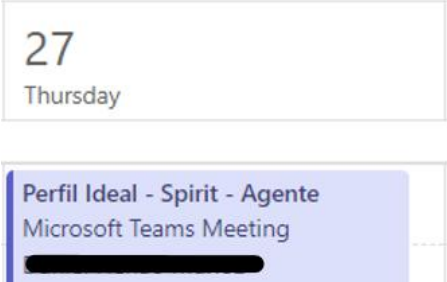 27
Thursday
Perfil Ideal - Spirit - Agente
Microsoft Teams Meeting